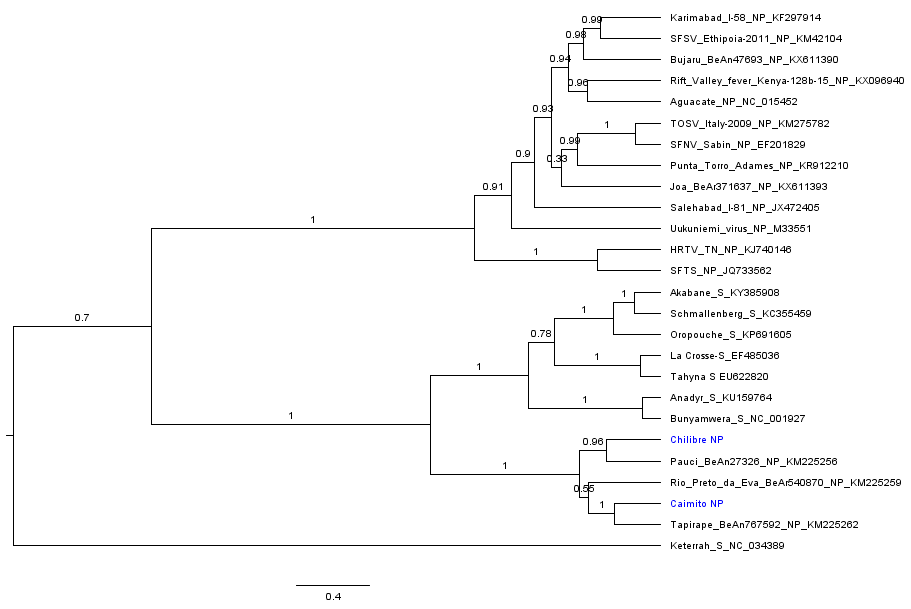 0.99
Karimabad_I-58_NP_KF297914
0.98
SFSV_Ethipoia-2011_NP_KM42104
0.94
Bujaru_BeAn47693_NP_KX611390
0.96
Rift_Valley_fever_Kenya-128b-15_NP_KX096940
0.93
Aguacate_NP_NC_015452
1
TOSV_Italy-2009_NP_KM275782
0.99
SFNV_Sabin_NP_EF201829
0.9
0.33
Punta_Torro_Adames_NP_KR912210
0.91
Joa_BeAr371637_NP_KX611393
Salehabad_I-81_NP_JX472405
1
Uukuniemi_virus_NP_M33551
1
HRTV_TN_NP_KJ740146
SFTS_NP_JQ733562
1
Akabane_S_KY385908
1
Schmallenberg_S_KC355459
0.7
0.78
Oropouche_S_KP691605
1
La Crosse-S_EF485036
1
Tahyna S EU622820
1
Anadyr_S_KU159764
1
Bunyamwera_S_NC_001927
0.96
Chilibre NP
1
Pauci_BeAn27326_NP_KM225256
0.55
Rio_Preto_da_Eva_BeAr540870_NP_KM225259
1
Caimito NP
Tapirape_BeAn767592_NP_KM225262
Keterrah_S_NC_034389
0.4